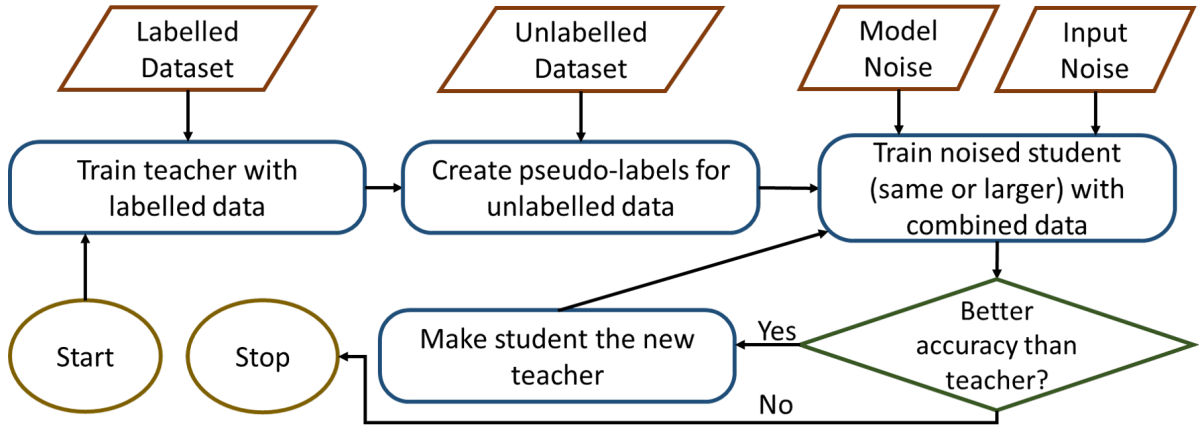 Labelled
Dataset
Unlabelled
Dataset
Model
Noise
Input
Noise
Train teacher with
labelled data
Create pseudo-labels for
unlabelled data
Train noised student
(same or larger) with
combined data
Start
Stop
Make student the new
teacher
Yes
Better
accuracy than
teacher?
No